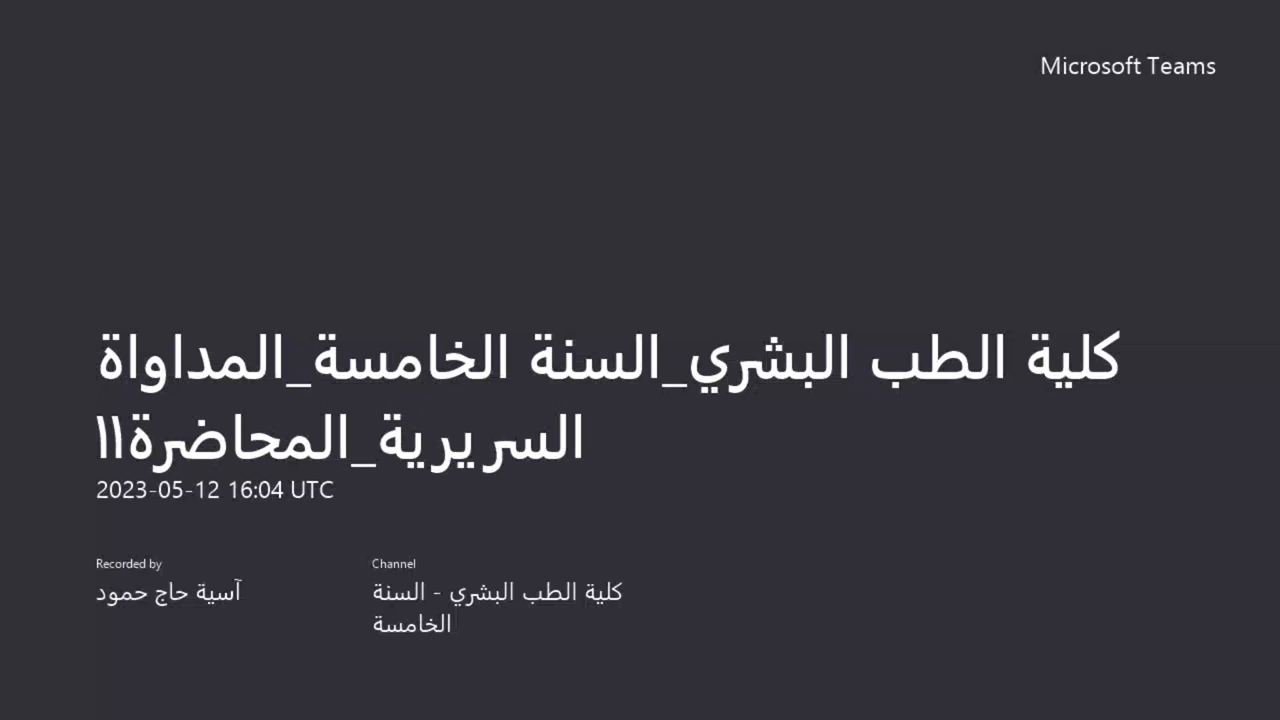 Microsoft Teams
كلية الطب البشري_السنة الخامسة_المداواة
السريرية_المحاضرة١١
2023-05-12 16:04 UTC
Recorded by
آسية حاج حمود
Channel
كلية الطب البشري - السنة
الخامسة